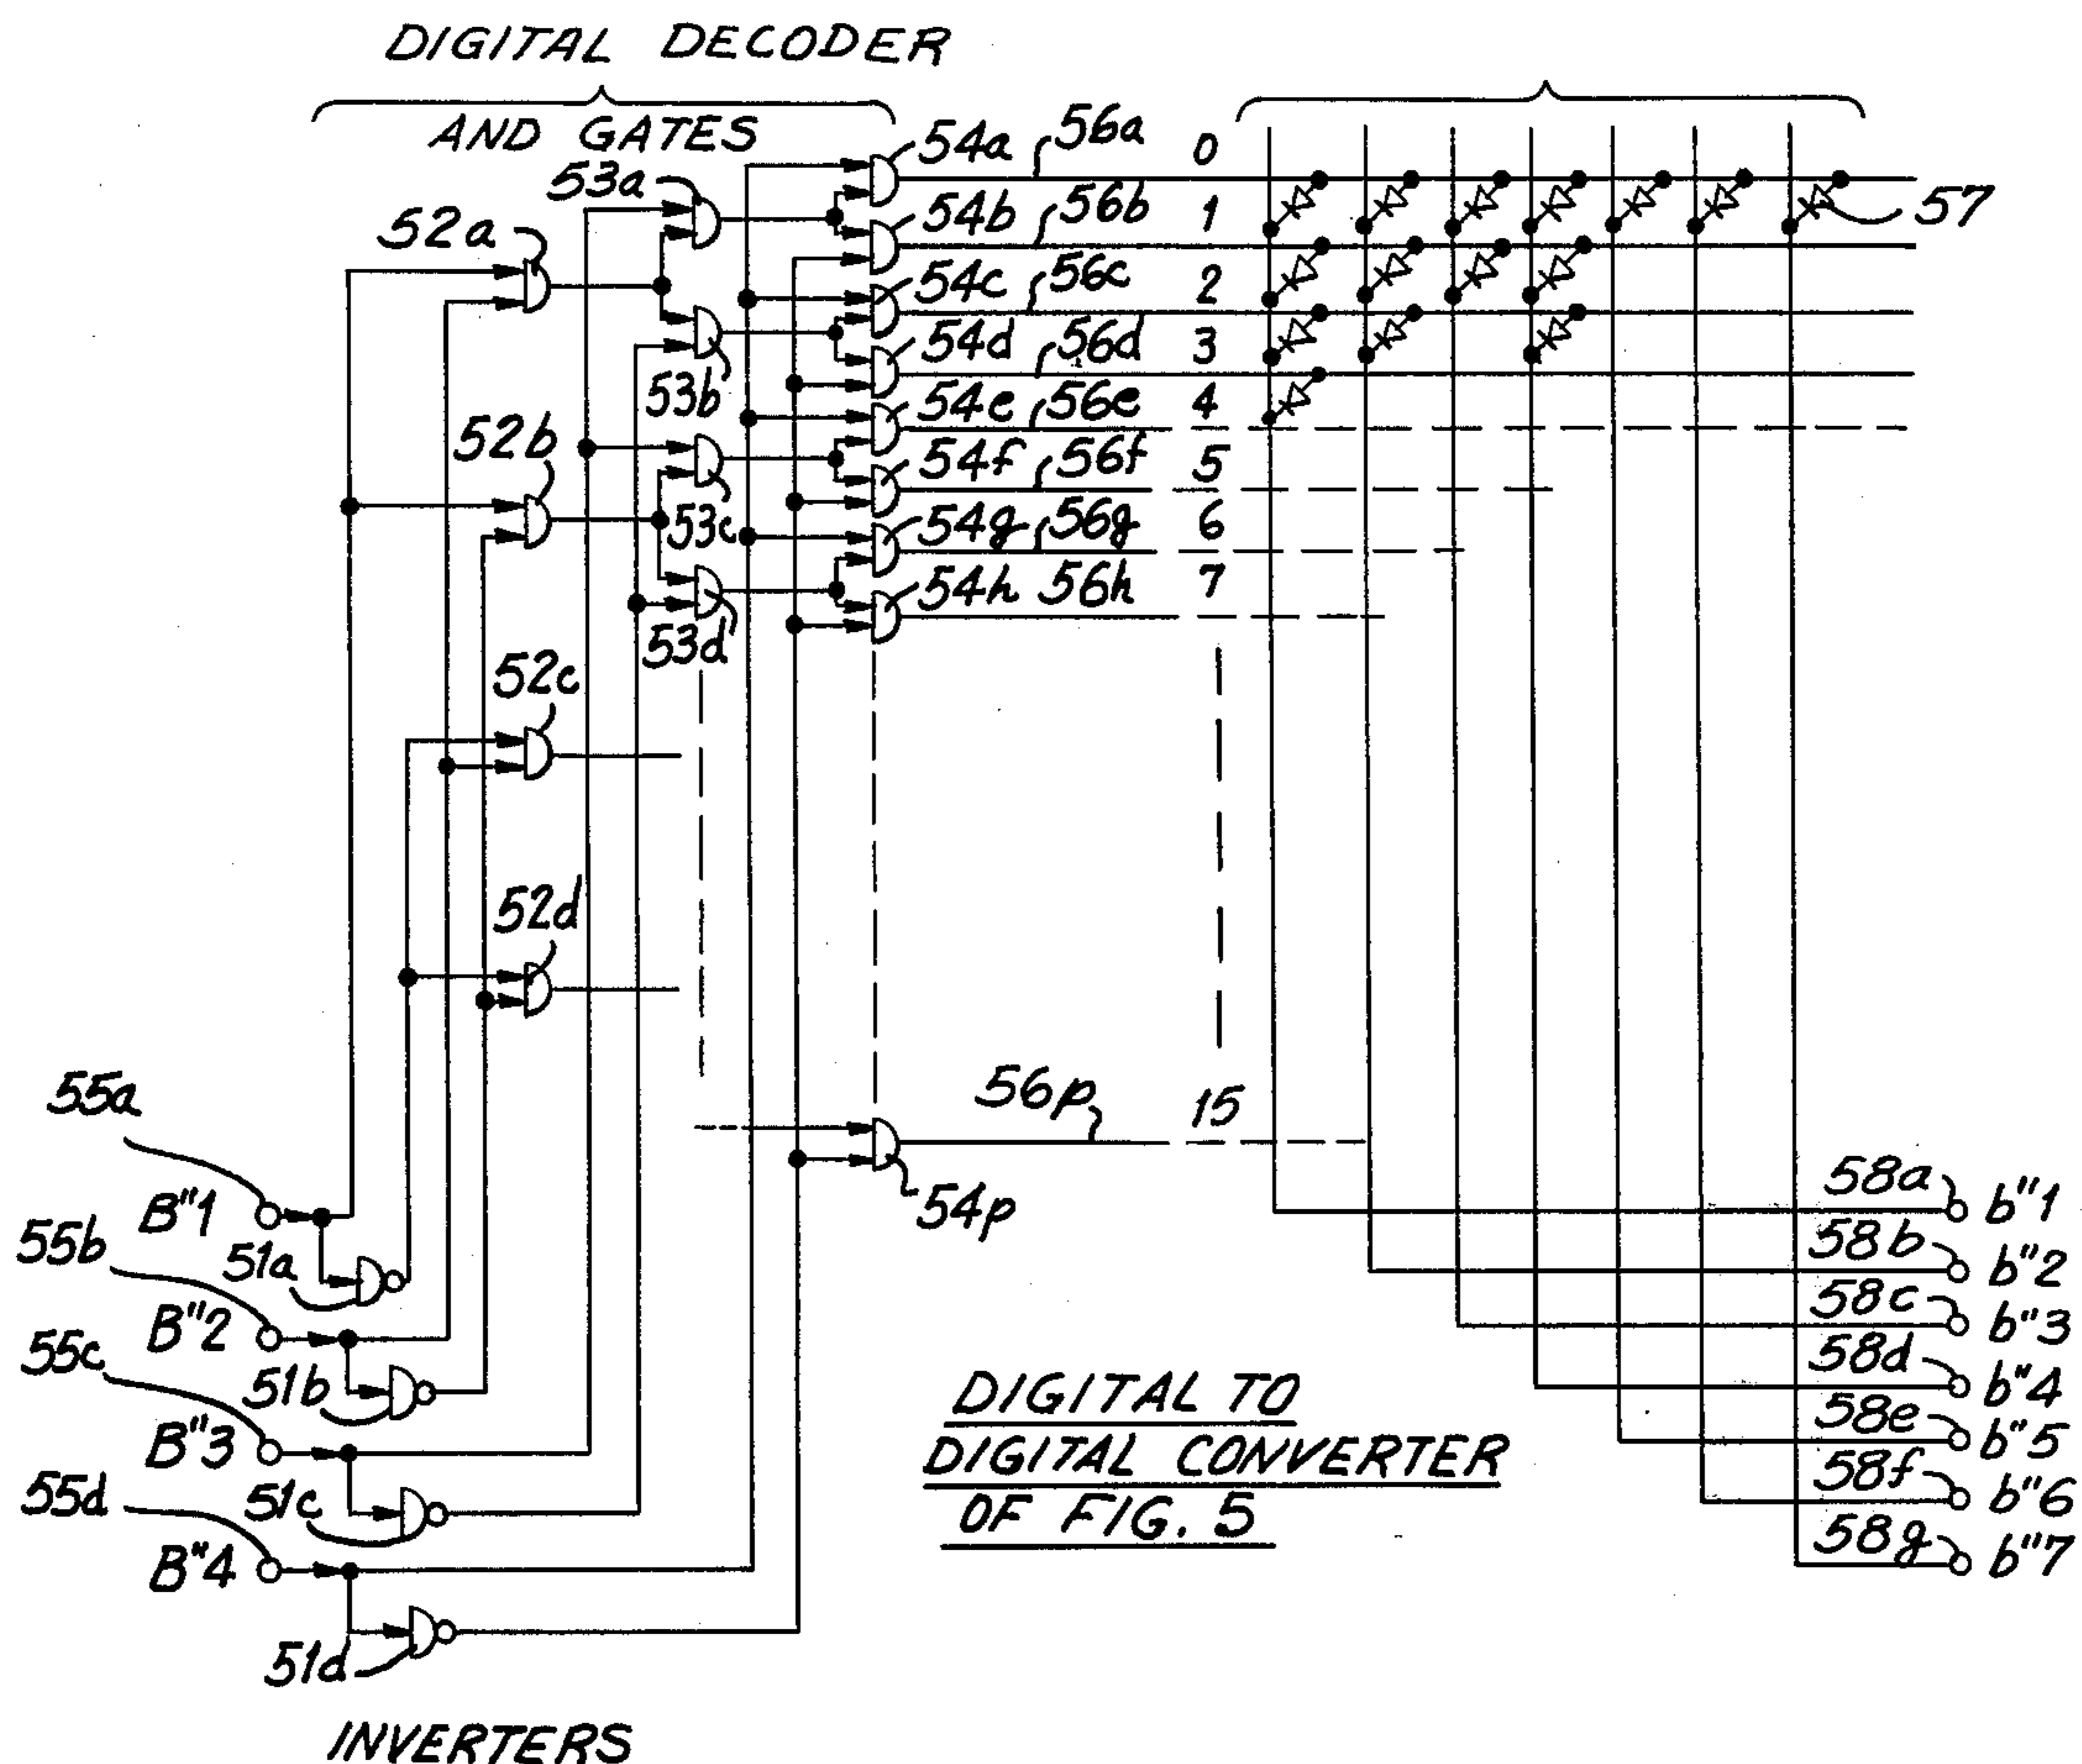 DIGITAL DECODER
AND GATES
53a
54a
56a
0
52a
54b
56b
1
57
54c
56c
2
54d
56d
3
53b
54e
56e
4
52b
54f
56f
5
53c
54g
56g
6
54h
56h
7
53d
52c
52d
55a
56p
15
B"1
54p
58a
b"1
55b
51a
58b
b"2
B"2
58c
b"3
55c
51b
58d
b"4
B"3
58e
b"5
55d
51c
58f
b"6
B"4
58g
b"7
51d
DIGITAL TO
DIGITAL CONVERTER
OF FIG. 5
INVERTERS